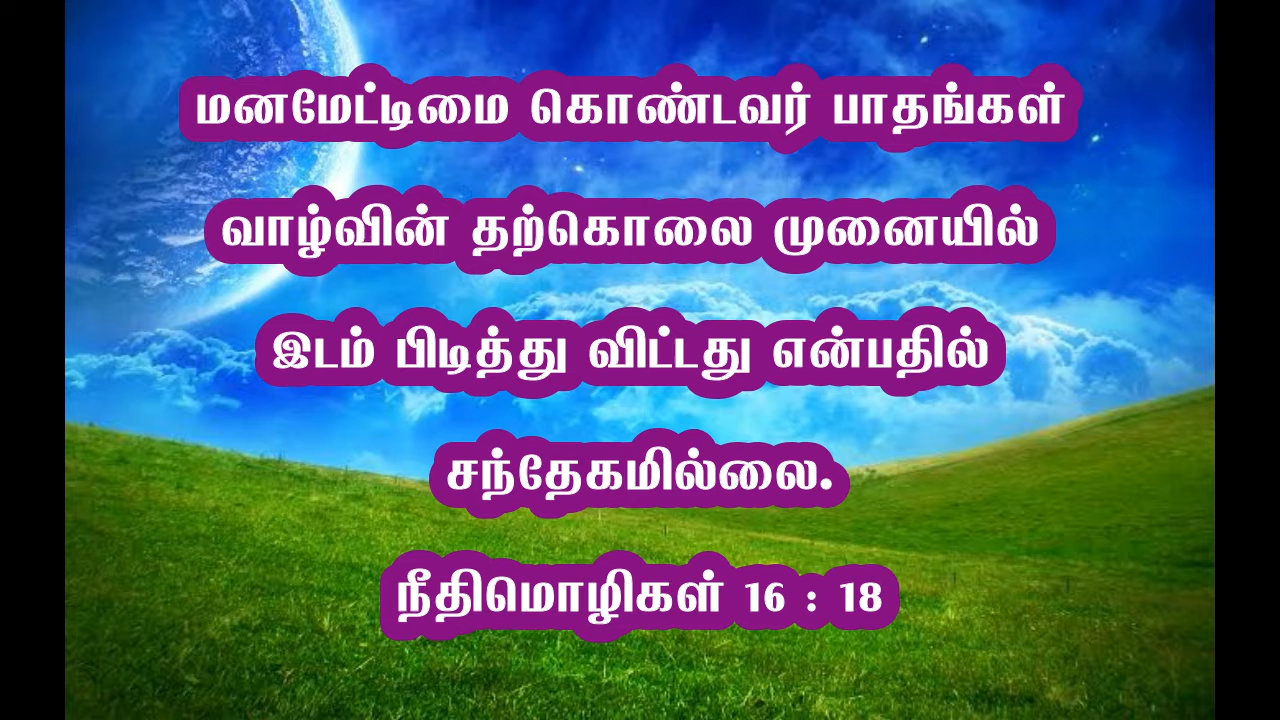 மனமேட்டிமை கொண்டவர் பாதங்கள்
வாழ்வின் தற்கொலை முனையில்
இடம் பிடித்து விட்டது என்பதில்
சந்தேகமில்லை.
நீதிமொழிகள் 16 : 18